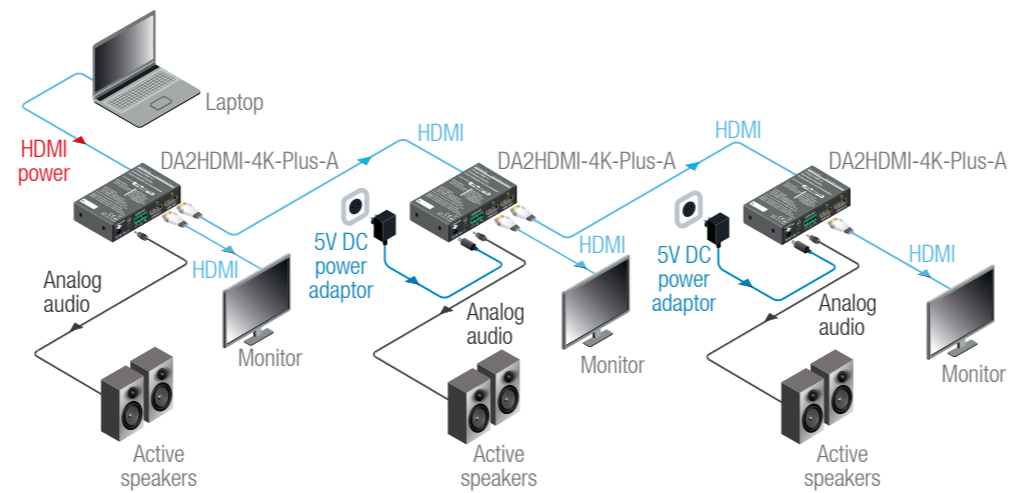 Laptop
HDMI
power
DA2HDMI-4K-Plus-A
HDMI
Analog
audio
Monitor
Active
speakers
HDMI
DA2HDMI-4K-Plus-A
5V DC
power
adaptor
HDMI
Analog
audio
Monitor
Active
speakers
HDMI
DA2HDMI-4K-Plus-A
5V DC
power
adaptor
HDMI
Analog
audio
Monitor
Active
speakers